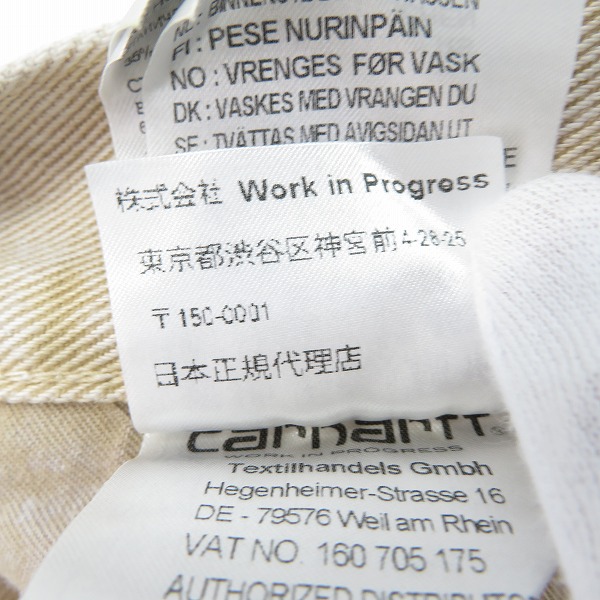 FI : PESE NURINPÄIN
NO : VRENGES FØR VASK
DK : VASKES MED VRANGEN DU
SE : TVÄTTAS MED AVIGSIDAN UT
株式会社 Work in Progress
東京都渋谷区神宮前4-28-25
〒150-0001
日本正規代理店
carhartt
WORK IN PROGRESS
Textilhandels GmbH
Hegenheimer-Strasse 16
DE - 79576 Weil am Rhein
VAT NO. 160 705 175
AUTHORIZED DISTRIBUTOR